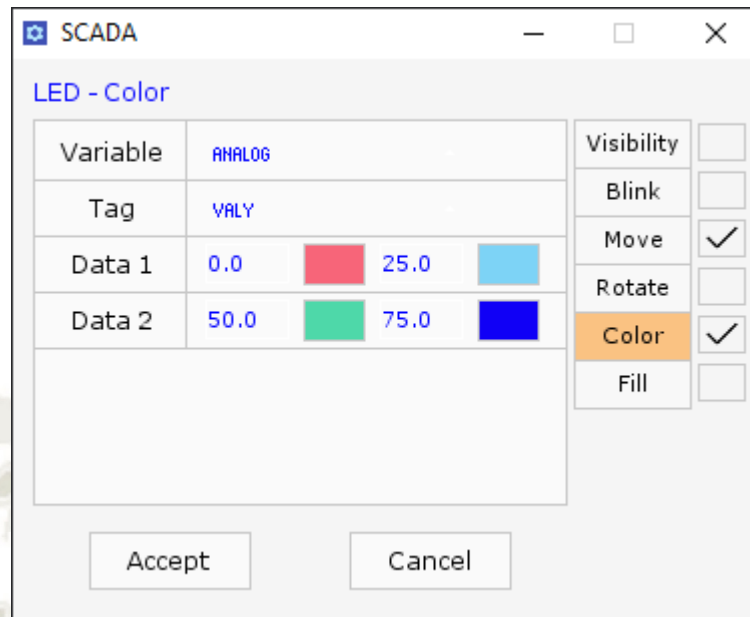 SCADA
LED - Color
Variable ANALOG
Tag VALY
Data 1 0.0 25.0
Data 2 50.0 75.0
Visibility
Blink
Move
Rotate
Color
Fill
Accept Cancel